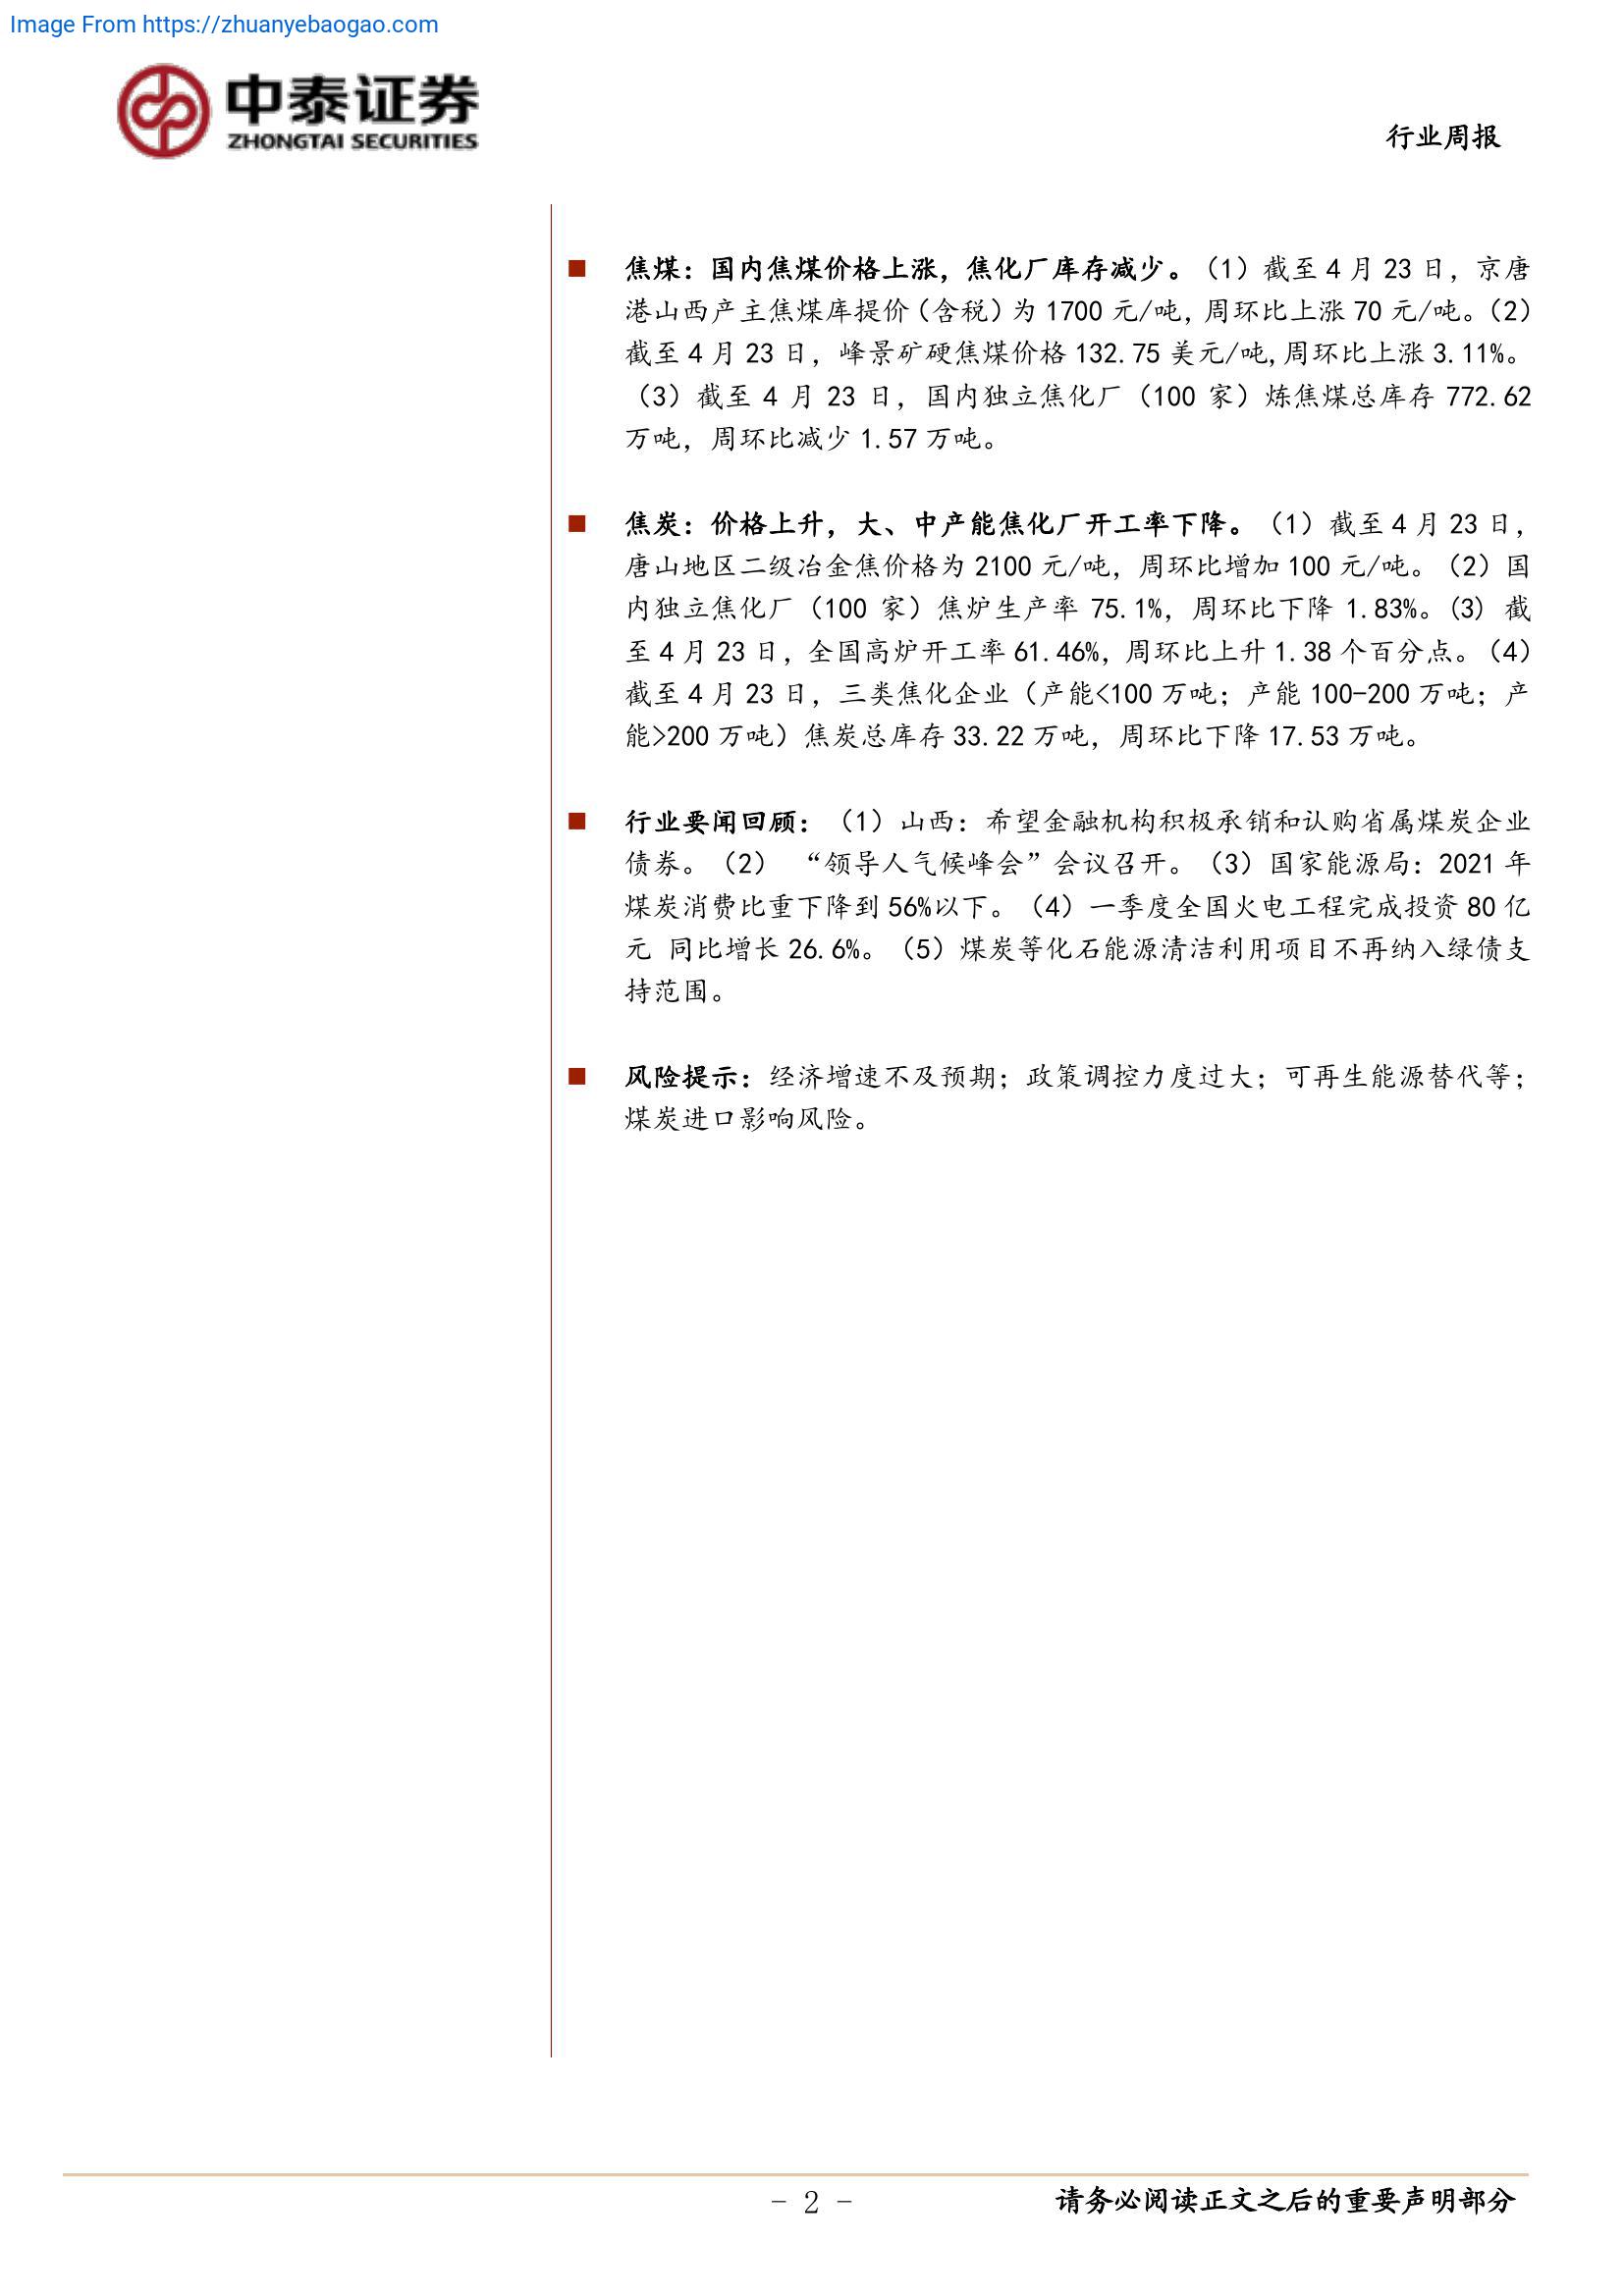 Image From https://zhuanyebaogao.com
中泰证券
ZHONGTAI SECURITIES
行业周报
■ 焦煤：国内焦煤价格上涨，焦化厂库存减少。（1）截至 4 月 23 日，京唐
港山西产主焦煤库提价（含税）为 1700 元/吨，周环比上涨 70 元/吨。（2）
截至 4 月 23 日，峰景矿硬焦煤价格 132.75 美元/吨,周环比上涨 3.11%。
（3）截至 4 月 23 日，国内独立焦化厂（100 家）炼焦煤总库存 772.62
万吨，周环比减少 1.57 万吨。
■ 焦炭：价格上升，大、中产能焦化厂开工率下降。（1）截至 4 月 23 日，
唐山地区二级冶金焦价格为 2100 元/吨，周环比增加 100 元/吨。（2）国
内独立焦化厂（100 家）焦炉生产率 75.1%，周环比下降 1.83%。(3) 截
至 4 月 23 日，全国高炉开工率 61.46%，周环比上升 1.38 个百分点。（4）
截至 4 月 23 日，三类焦化企业（产能<100 万吨；产能 100-200 万吨；产
能>200 万吨）焦炭总库存 33.22 万吨，周环比下降 17.53 万吨。
■ 行业要闻回顾：（1）山西：希望金融机构积极承销和认购省属煤炭企业
债券。（2） “领导人气候峰会”会议召开。（3）国家能源局：2021 年
煤炭消费比重下降到 56%以下。（4）一季度全国火电工程完成投资 80 亿
元 同比增长 26.6%。（5）煤炭等化石能源清洁利用项目不再纳入绿债支
持范围。
■ 风险提示：经济增速不及预期；政策调控力度过大；可再生能源替代等；
煤炭进口影响风险。
- 2 -
请务必阅读正文之后的重要声明部分